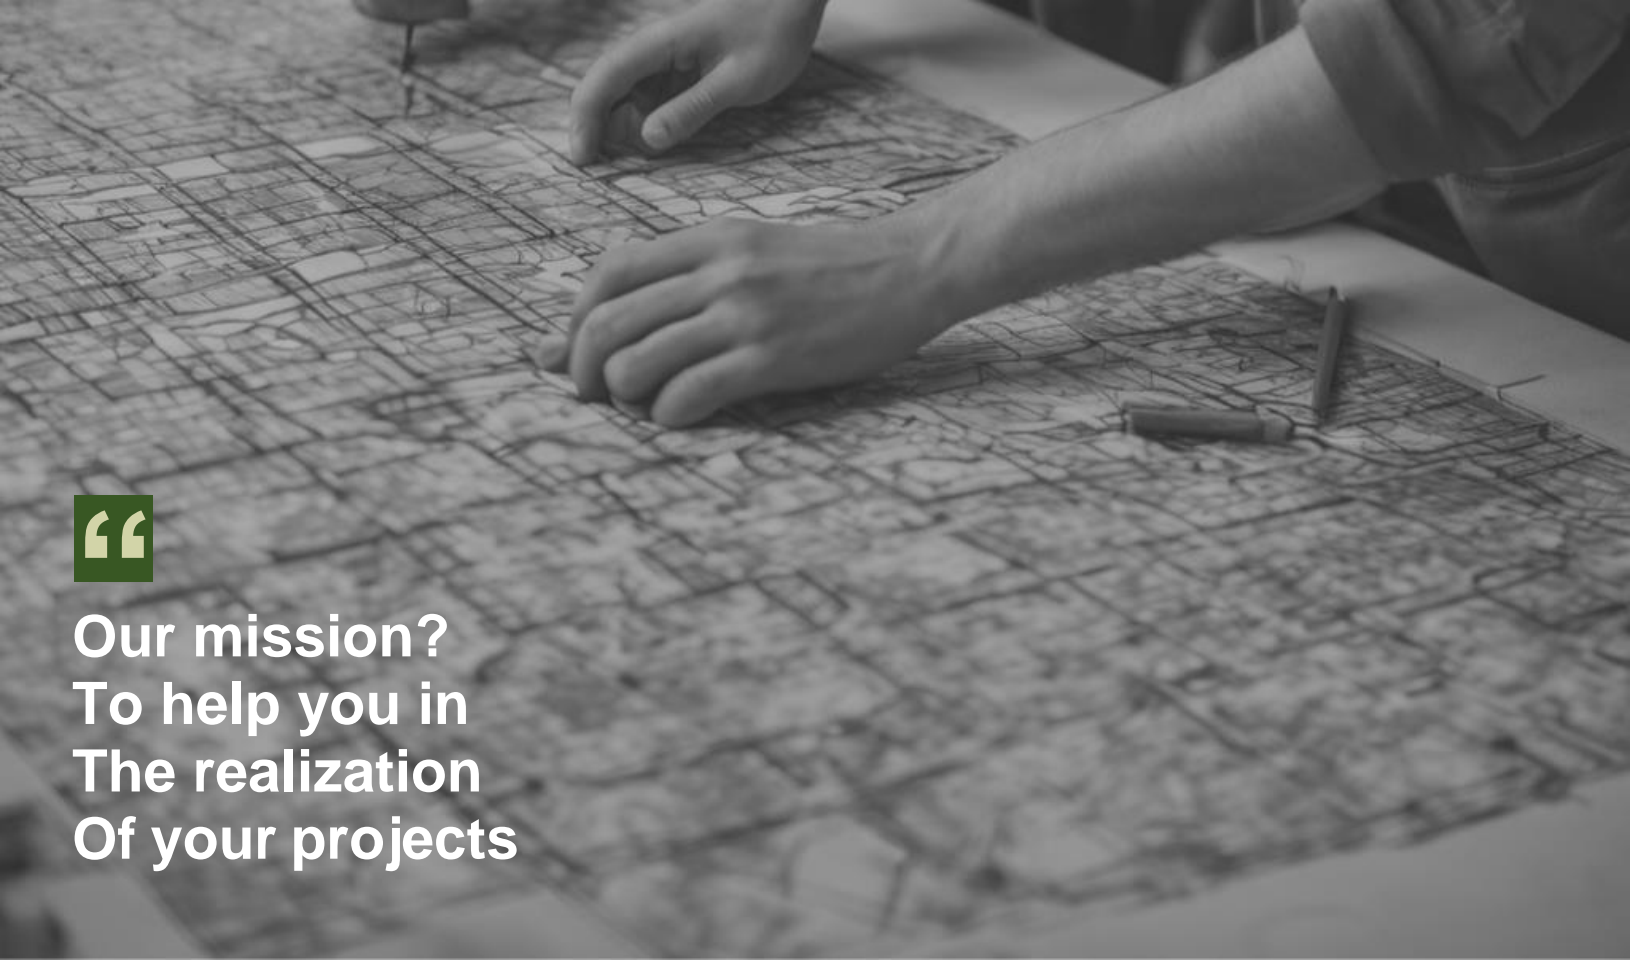 “
Our mission?
To help you in
The realization
Of your projects